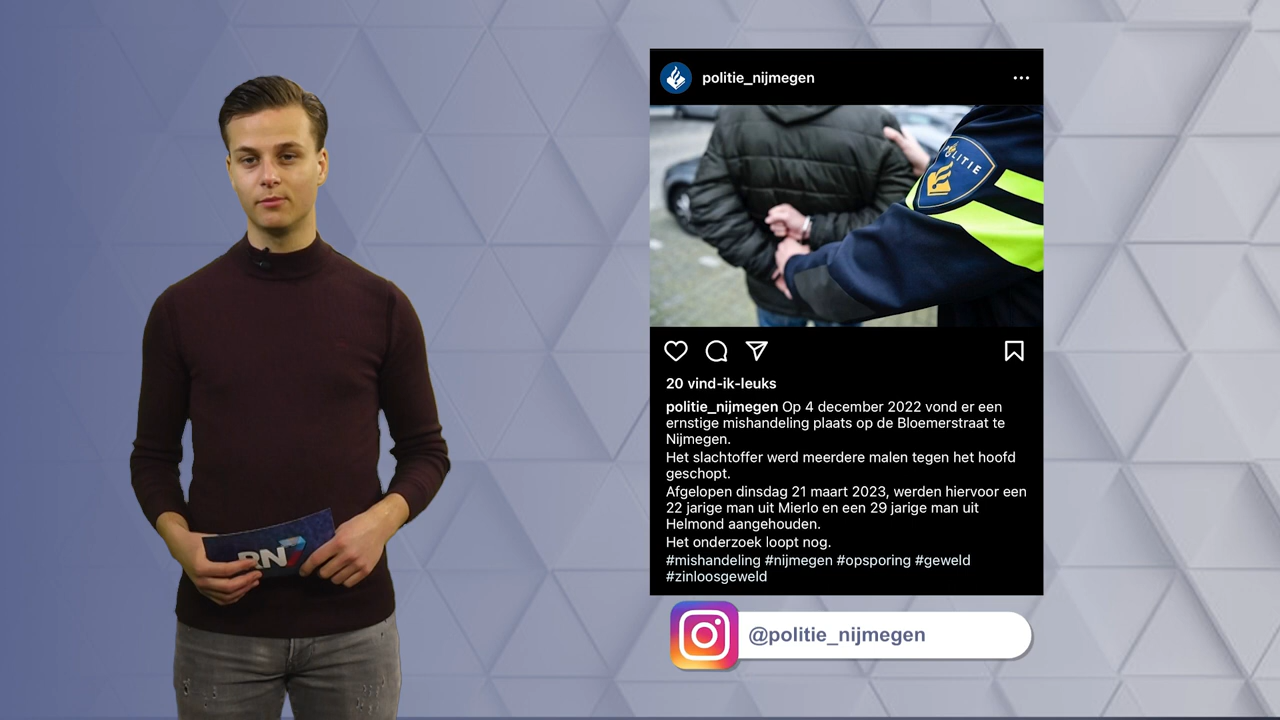 politie_nijmegen
POLITIE
20 vind-ik-leuks
politie_nijmegen Op 4 december 2022 vond er een
ernstige mishandeling plaats op de Bloemerstraat te
Nijmegen.
Het slachtoffer werd meerdere malen tegen het hoofd
geschopt.
Afgelopen dinsdag 21 maart 2023, werden hiervoor een
22 jarige man uit Mierlo en een 29 jarige man uit
Helmond aangehouden.
Het onderzoek loopt nog.
#mishandeling #nijmegen #opsporing #geweld
#zinloosgeweld
RN7
@politie_nijmegen